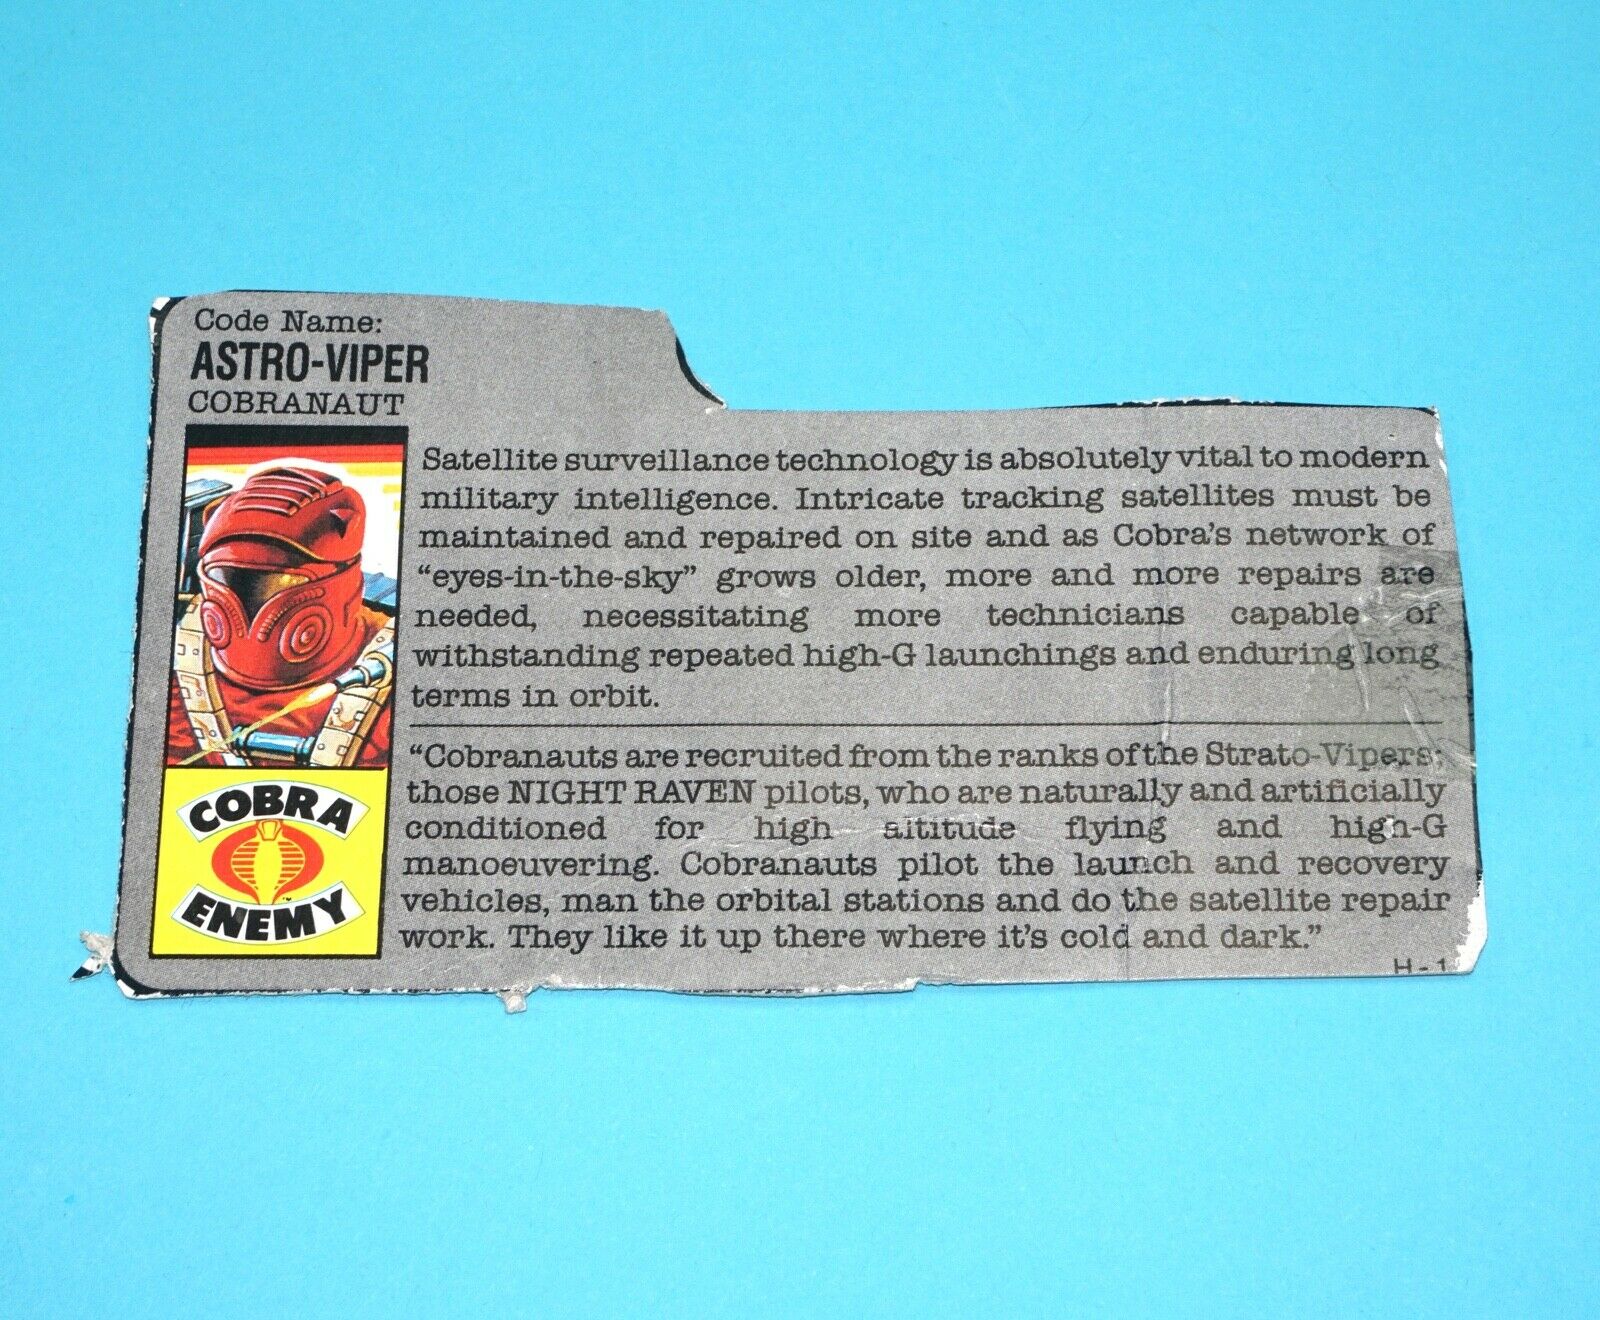 Code Name:
ASTRO-VIPER
COBRANAUT
Satellite surveillance technology is absolutely vital to modern
military intelligence. Intricate tracking satellites must be
maintained and repaired on site and as Cobra's network of
“eyes-in-the-sky” grows older, more and more repairs are
needed, necessitating more technicians capable of
withstanding repeated high-G launchings and enduring long
terms in orbit.
“Cobranauts are recruited from the ranks of the Strato-Vipers;
those NIGHT RAVEN pilots, who are naturally and artificially
conditioned for high altitude flying and high-G
manoeuvering. Cobranauts pilot the launch and recovery
vehicles, man the orbital stations and do the satellite repair
work. They like it up there where it's cold and dark.”
COBRA
™
ENEMY
H-1